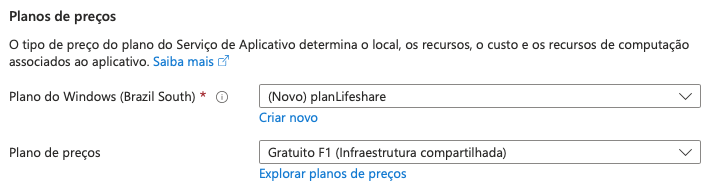 Planos de preços
O tipo de preço do plano do Serviço de Aplicativo determina o local, os recursos, o custo e os recursos de computação
associados ao aplicativo. Saiba mais
Plano do Windows (Brazil South) * (Novo) planLifeshare
Criar novo
Plano de preços Gratuito F1 (Infraestrutura compartilhada)
Explorar planos de preços